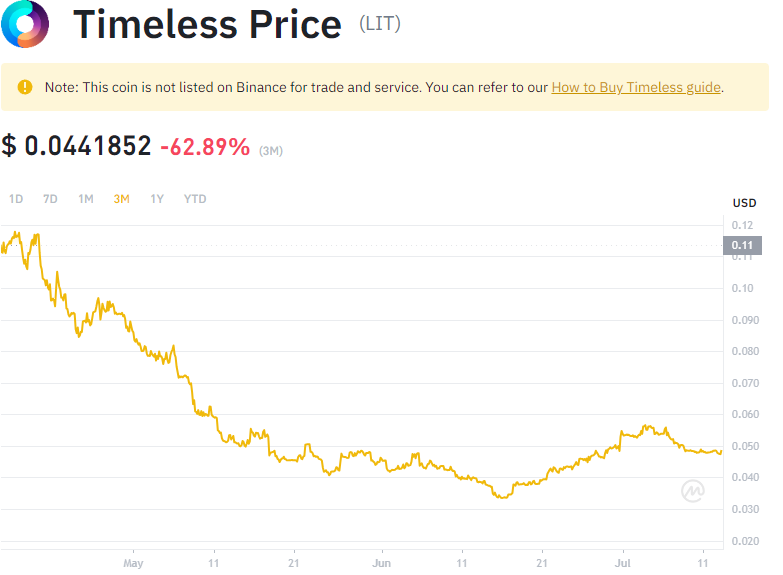 Timeless Price (LIT)
Note: This coin is not listed on Binance for trade and service. You can refer to our How to Buy Timeless guide.
$ 0.0441852 -62.89% (3M)
1D 7D 1M 3M 1Y YTD
USD
0.12
0.11
0.11
0.10
0.090
0.080
0.070
0.060
0.050
0.040
0.030
0.020
May 11 21 Jun 11 21 Jul 11